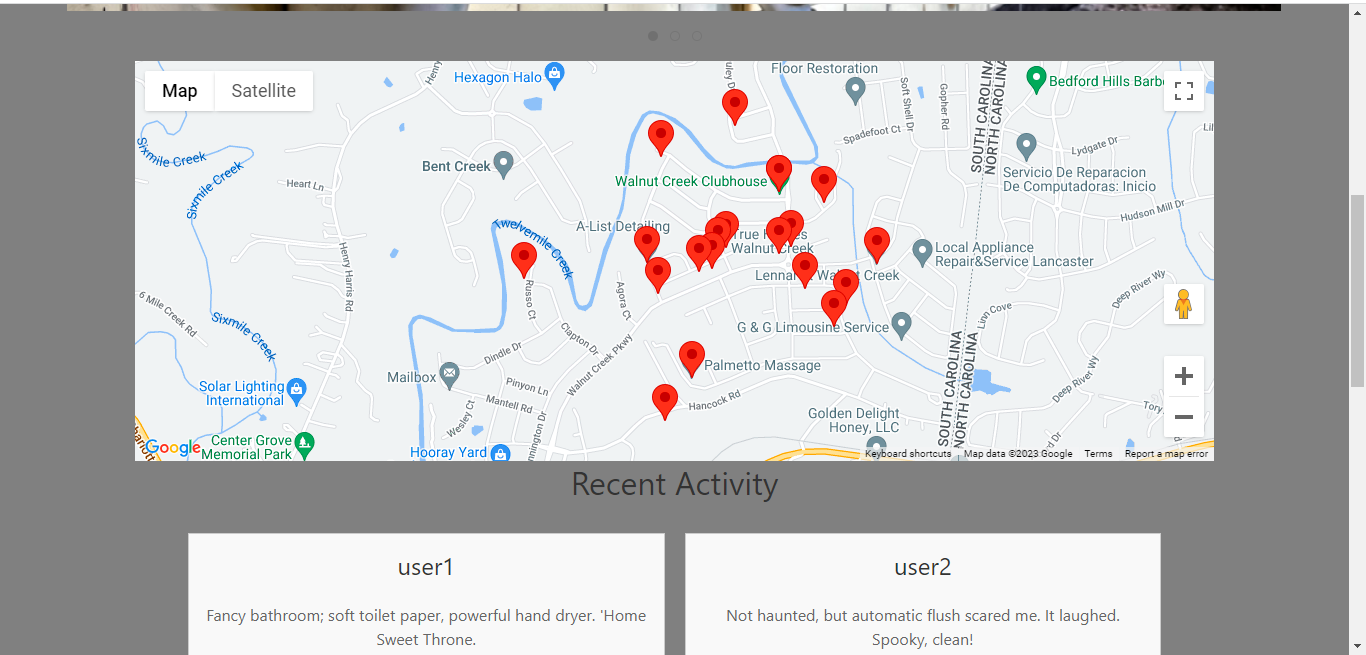 Map
Satellite
Hexagon Halo
Henry
uley D
Floor Restoration
Soft Shell Dr
Gopher Rd
SOUTH CAROLINA
NORTH CAROLINA
Bedford Hills Barb
Spadefoot Ct
Lydgate Dr
Sixmile Creek
Sixmile Creek
Bent Creek
Heart Ln
Walnut Creek Clubhouse
Servicio De Reparacion
De Computadoras: Inicio
Hudson Mill Dr
Twelvemile Creek
A-List Detailing
Walnut Creek
Henry Harris Rd
Local Appliance
Repair&Service Lancaster
Creek
6 Mile Creek Rd
Russo Ct
Agora Ct
Deep River Wy
Linn Cove
Sixmile Creek
Clapton Dr
Dindle Dr
Walnut Creek Pkwy
G & G Limousine Service
Mailbox
Palmetto Massage
Solar Lighting
International
Pinyon Ln
Mantell Rd
Wesley Ct
Hancock Rd
Deep River Wy
SOUTH CAROLINA
NORTH CAROLINA
Golden Delight
Honey, LLC
Tory
Google
Center Grove
Memorial Park
Hooray Yard
nnington Dr
Keyboard shortcuts
Map data ©2023 Google
Terms
Report a map error
Recent Activity
user1
Fancy bathroom; soft toilet paper, powerful hand dryer. 'Home
Sweet Throne.
user2
Not haunted, but automatic flush scared me. It laughed.
Spooky, clean!